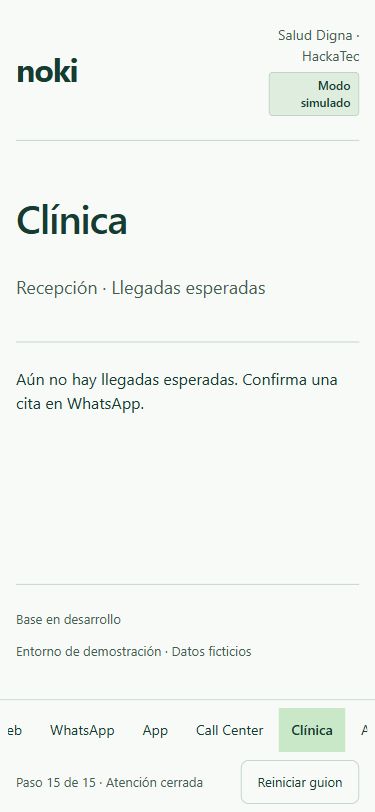 noki
Salud Digna ·
HackaTec
Modo
simulado
Clínica
Recepción · Llegadas esperadas
Aún no hay llegadas esperadas. Confirma una
cita en WhatsApp.
Base en desarrollo
Entorno de demostración · Datos ficticios
eb WhatsApp App Call Center Clínica A
Paso 15 de 15 · Atención cerrada Reiniciar guion